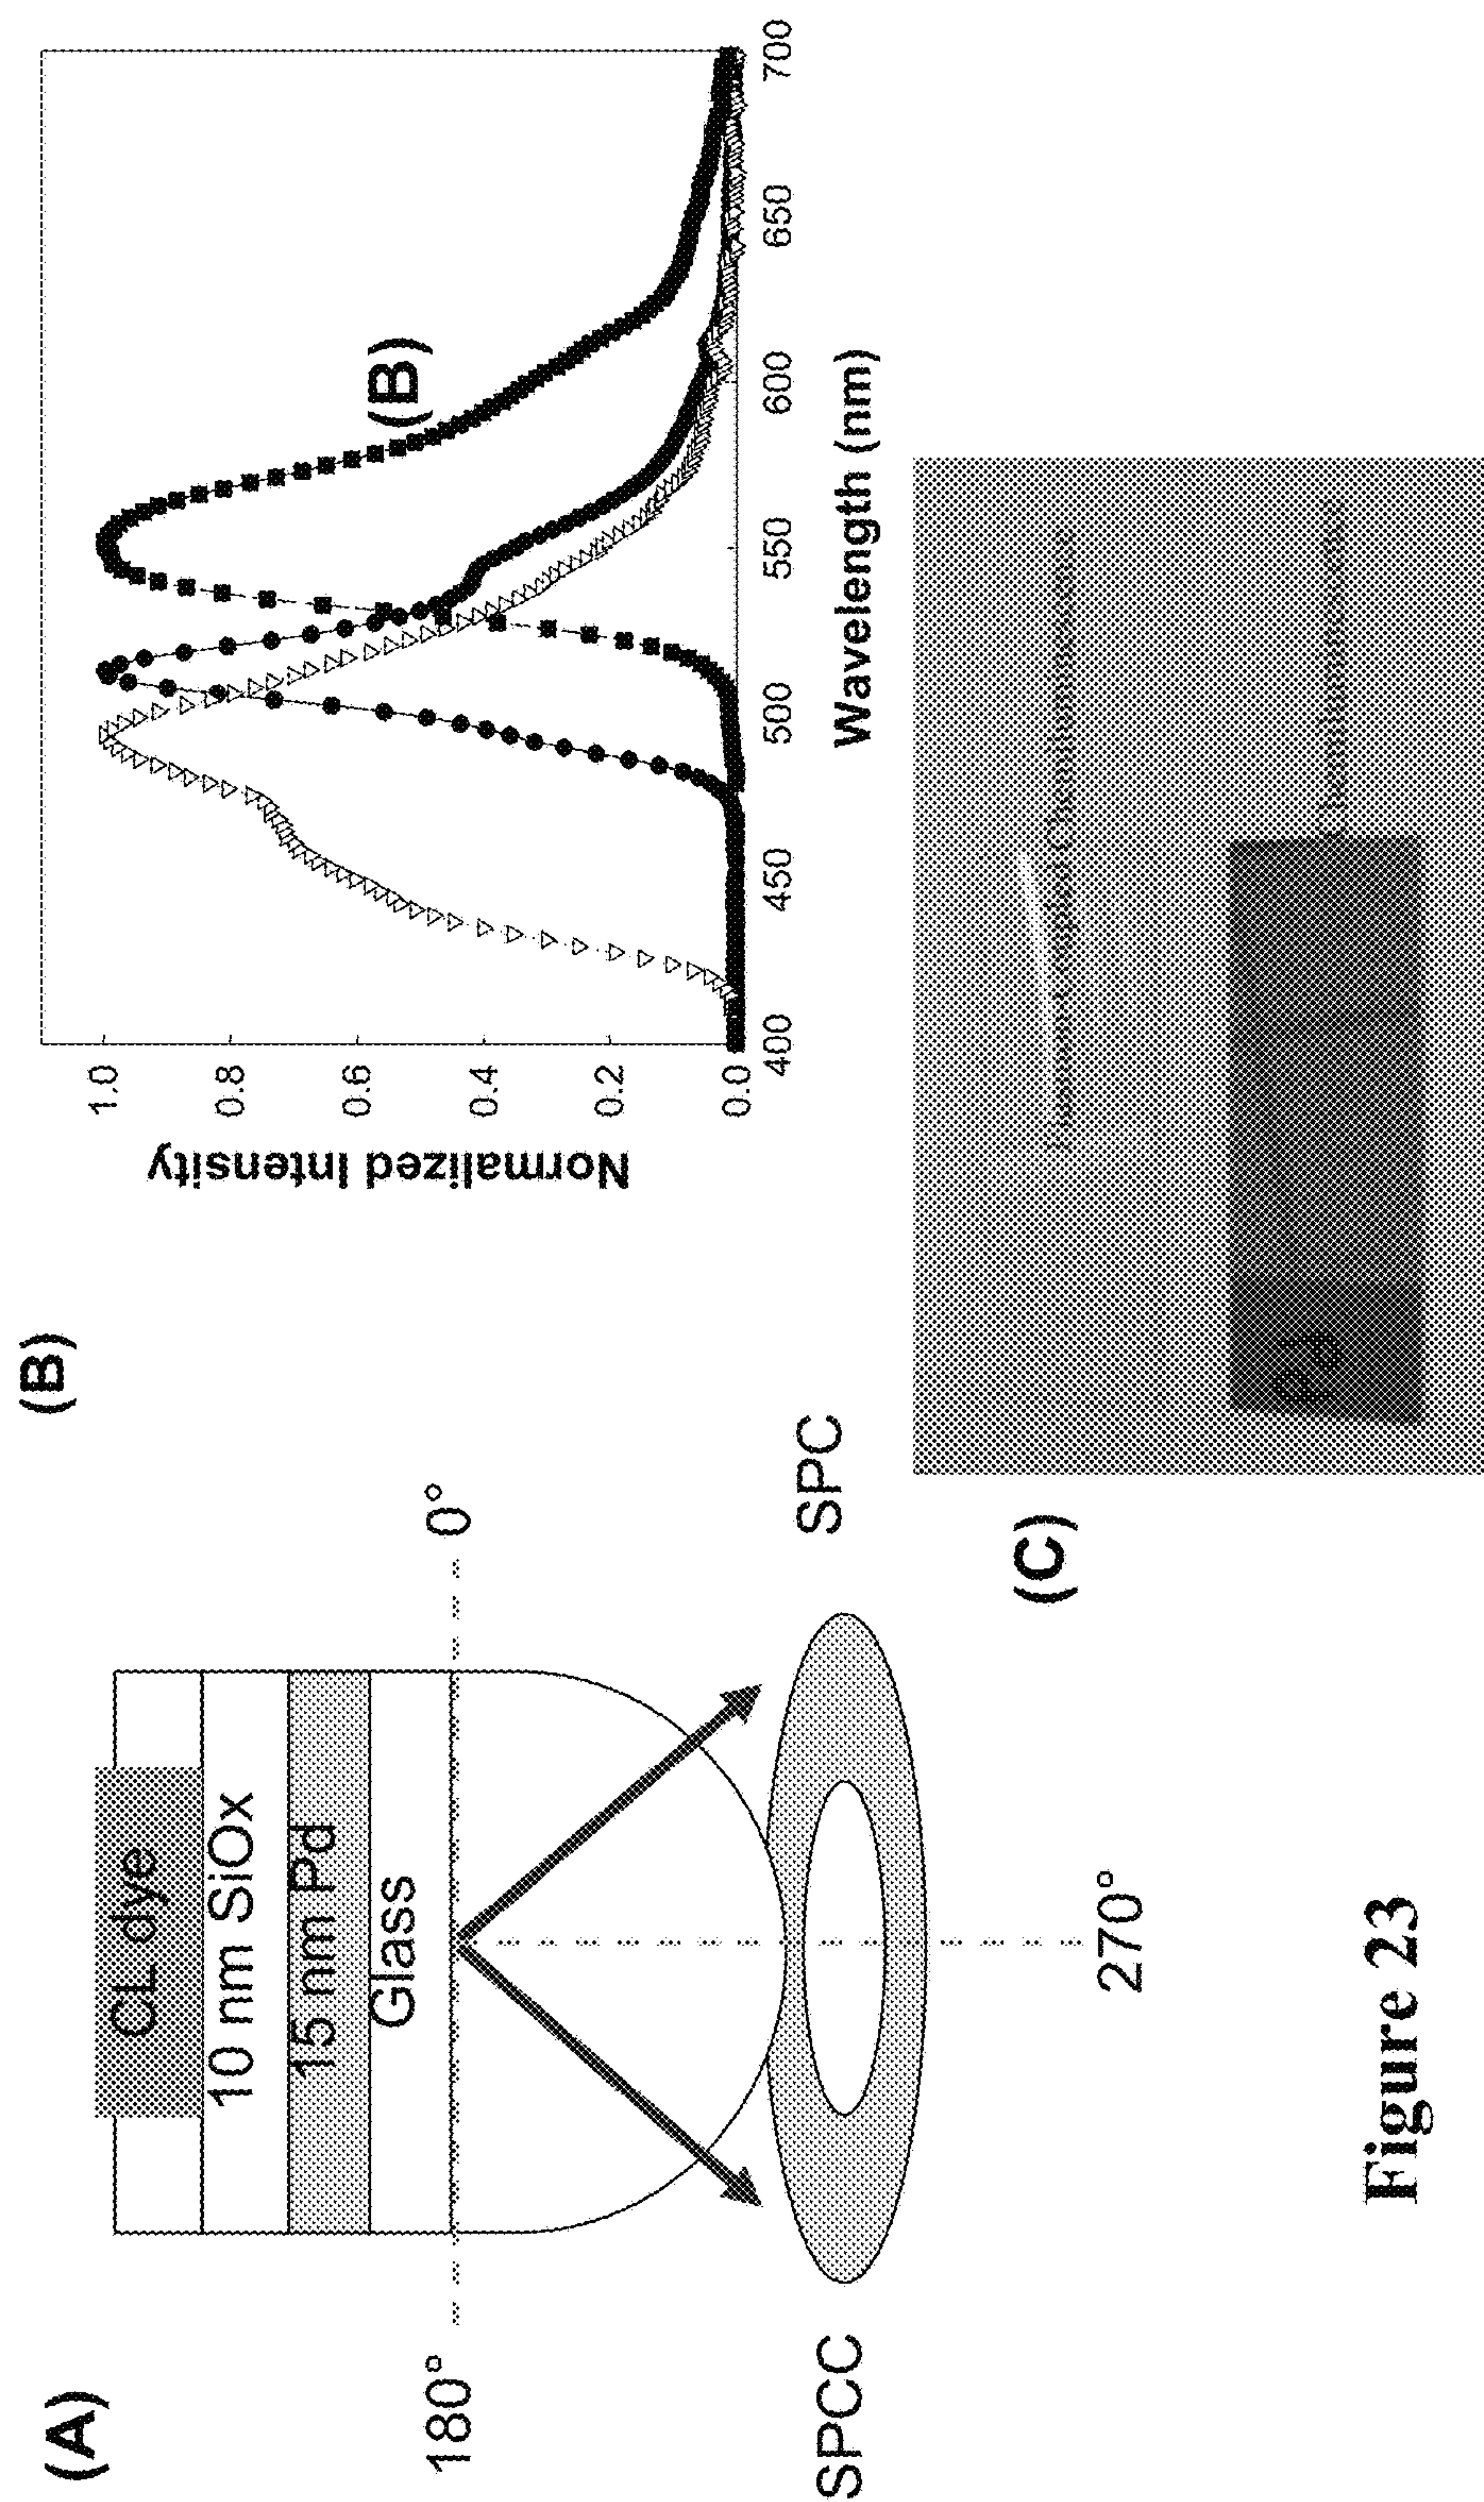 (A)
CL dye
10 nm SiOx
15 nm Pd
Glass
180°
0°
SPCC
SPC
270°
(B)
Normalized Intensity
1.0
0.8
0.6
0.4
0.2
0.0
400
450
500
550
600
650
700
Wavelength (nm)
(B)
(C)
Pd
Figure 23